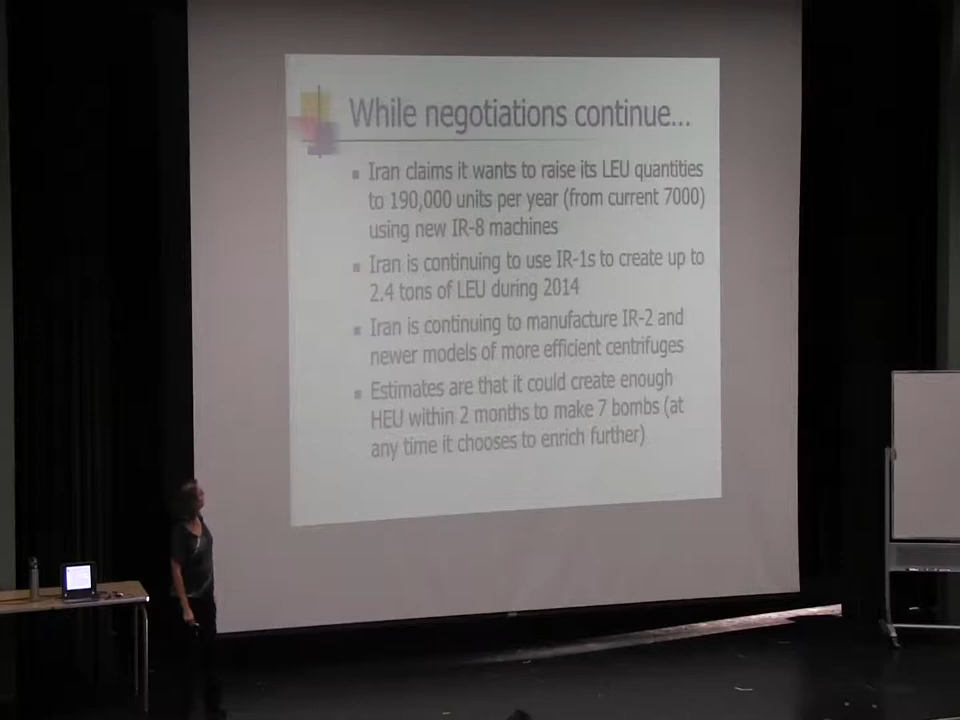 While negotiations continue...
Iran claims it wants to raise its LEU quantities
to 190,000 units per year (from current 7000)
using new IR-8 machines
Iran is continuing to use IR-1s to create up to
2.4 tons of LEU during 2014
Iran is continuing to manufacture IR-2 and
newer models of more efficient centrifuges
Estimates are that it could create enough
HEU within 2 months to make 7 bombs (at
any time it chooses to enrich further)